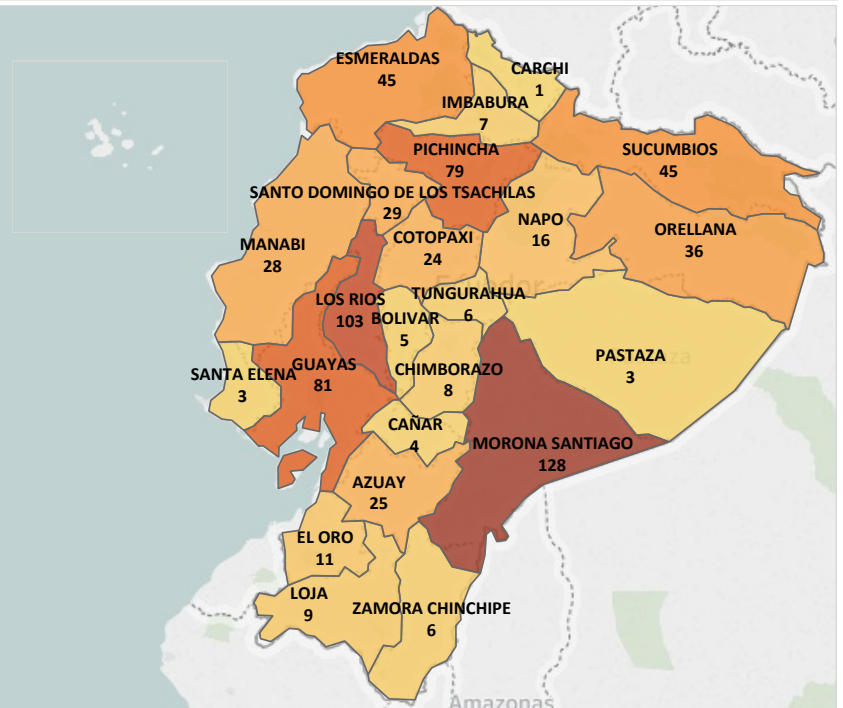 ESMERALDAS
45
CARCHI
1
IMBABURA
7
PICHINCHA
79
SUCUMBIOS
45
SANTO DOMINGO DE LOS TSACHILAS
29
NAPO
16
ORELLANA
36
MANABI
28
COTOPAXI
24
Ecuador
LOS RIOS
103
TUNGURAHUA
6
BOLIVAR
5
PASTAZA
3
SANTA ELENA
3
GUAYAS
81
CHIMBORAZO
8
CAÑAR
4
MORONA SANTIAGO
128
AZUAY
25
EL ORO
11
LOJA
9
ZAMORA CHINCHIPE
6
Amazonas